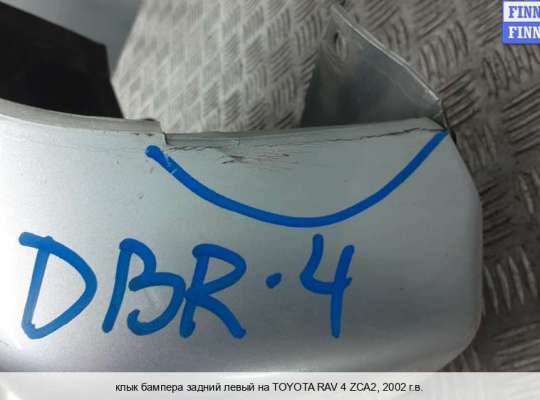 FINN
FINN
DBR·4
клык бампера задний левый на TOYOTA RAV 4 ZCA2, 2002 г.в.